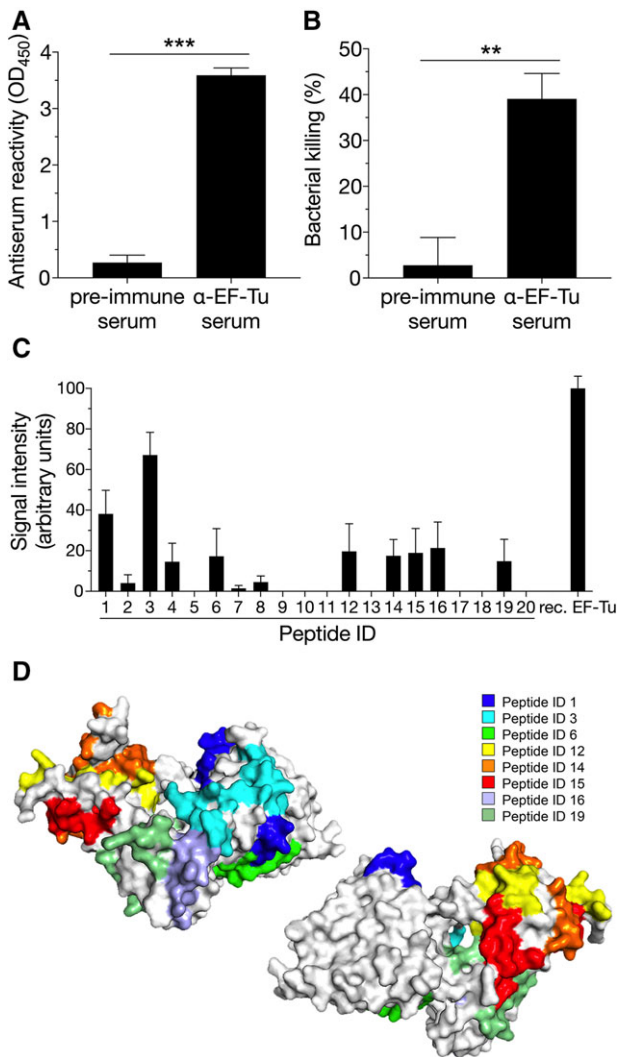 A
Antiserum reactivity (OD450)
4
3
2
1
0
***
pre-immune
serum
α-EF-Tu
serum
B
Bacterial killing (%)
50
40
30
20
10
0
**
pre-immune
serum
α-EF-Tu
serum
C
Signal intensity
(arbitrary units)
100
80
60
40
20
0
1 2 3 4 5 6 7 8 9 10 11 12 13 14 15 16 17 18 19 20 rec. EF-Tu
Peptide ID
D
Peptide ID 1
Peptide ID 3
Peptide ID 6
Peptide ID 12
Peptide ID 14
Peptide ID 15
Peptide ID 16
Peptide ID 19